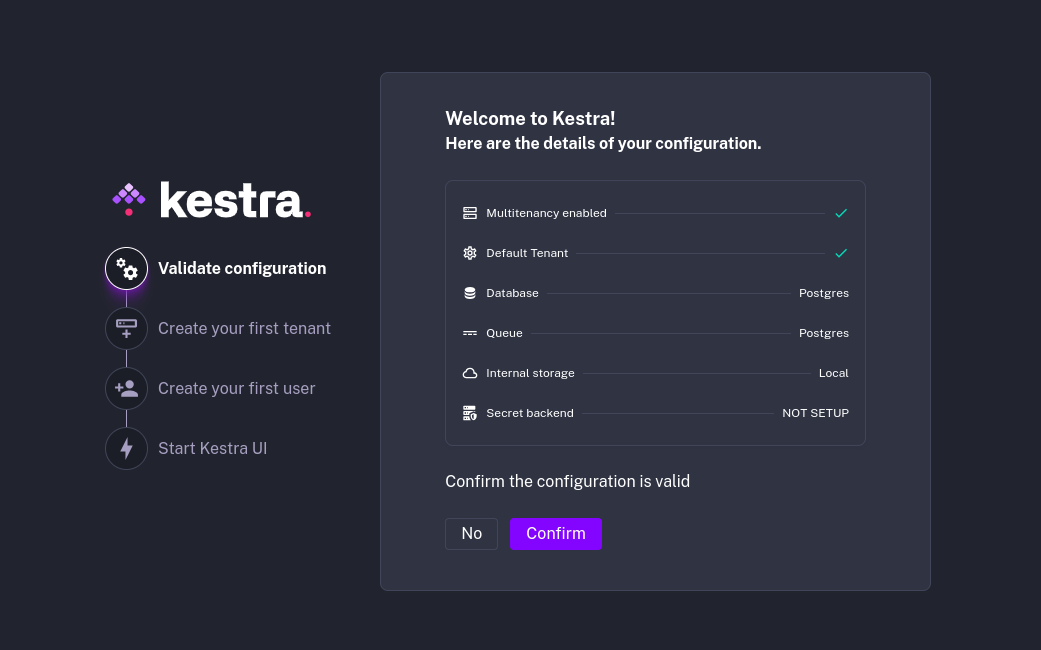 kestra.
Validate configuration
Create your first tenant
Create your first user
Start Kestra UI
Welcome to Kestra!
Here are the details of your configuration.
Multitenancy enabled
Default Tenant
Database Postgres
Queue Postgres
Internal storage Local
Secret backend NOT SETUP
Confirm the configuration is valid
No Confirm